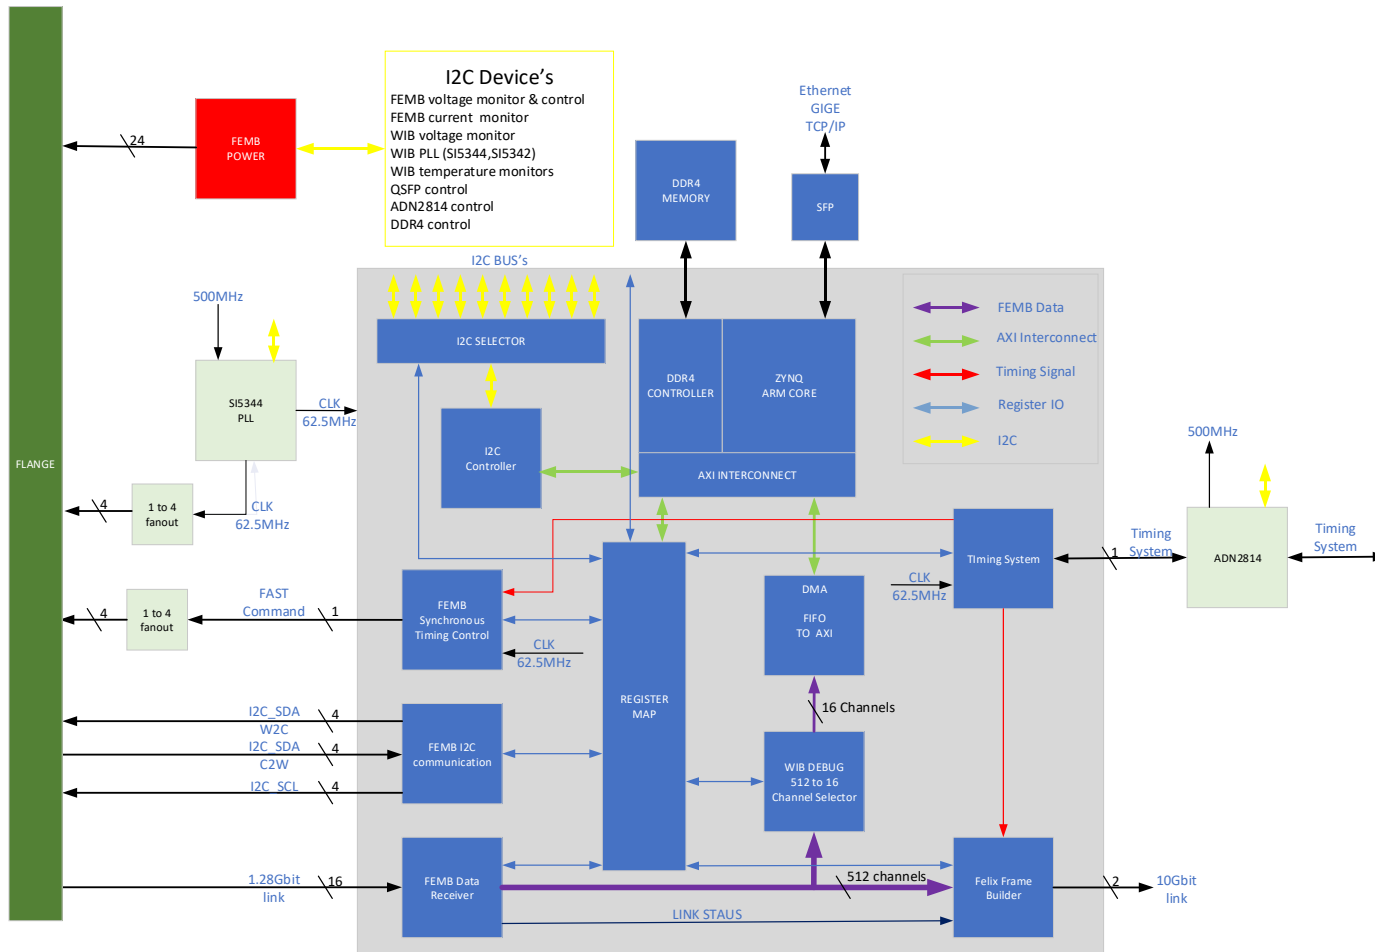 I2C Device's
FEMB voltage monitor & control
FEMB current  monitor
WIB voltage monitor
WIB PLL (SI5344,SI5342)
WIB temperature monitors
QSFP control
ADN2814 control
DDR4 control
24
FEMB
POWER
Ethernet
GIGE
TCP/IP
DDR4
MEMORY
SFP
I2C BUS's
500MHz
I2C SELECTOR
SI5344
PLL
CLK
62.5MHz
DDR4
CONTROLLER
ZYNQ
ARM CORE
FEMB Data
AXI Interconnect
Timing Signal
Register IO
I2C
FLANGE
I2C
Controller
AXI INTERCONNECT
500MHz
4
1 to 4
fanout
CLK
62.5MHz
TIming System
1
Timing
System
ADN2814
Timing
System
CLK
62.5MHz
4
1 to 4
fanout
FAST
Command
1
FEMB
Synchronous
Timing Control
CLK
62.5MHz
DMA
FIFO
TO AXI
REGISTER
MAP
16 Channels
I2C_SDA
W2C
4
I2C_SDA
C2W
4
I2C_SCL
4
FEMB I2C
communication
WIB DEBUG
512 to 16
Channel Selector
1.28Gbit
link
16
FEMB Data
Receiver
512 channels
LINK STAUS
Felix Frame
Builder
2
10Gbit
link